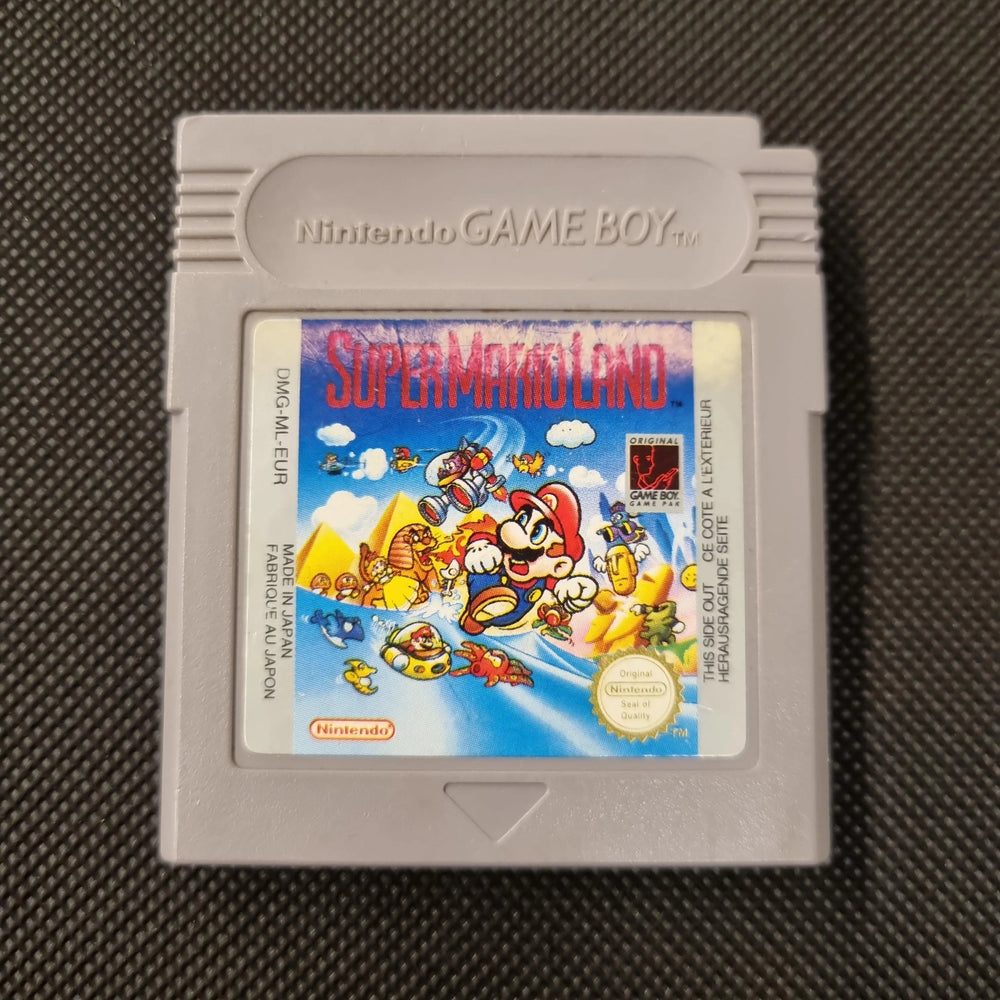 Nintendo GAME BOY TM
SUPER MARIO LAND TM
DMG-ML-EUR
MADE IN JAPAN
FABRIQUE AU JAPON
ORIGINAL
GAME BOY
GAME PAK
THIS SIDE OUT CE COTE A L'EXTERIEUR
HERAUSRAGENDE SEITE
Nintendo
Original
Nintendo
Seal of
Quality
TM